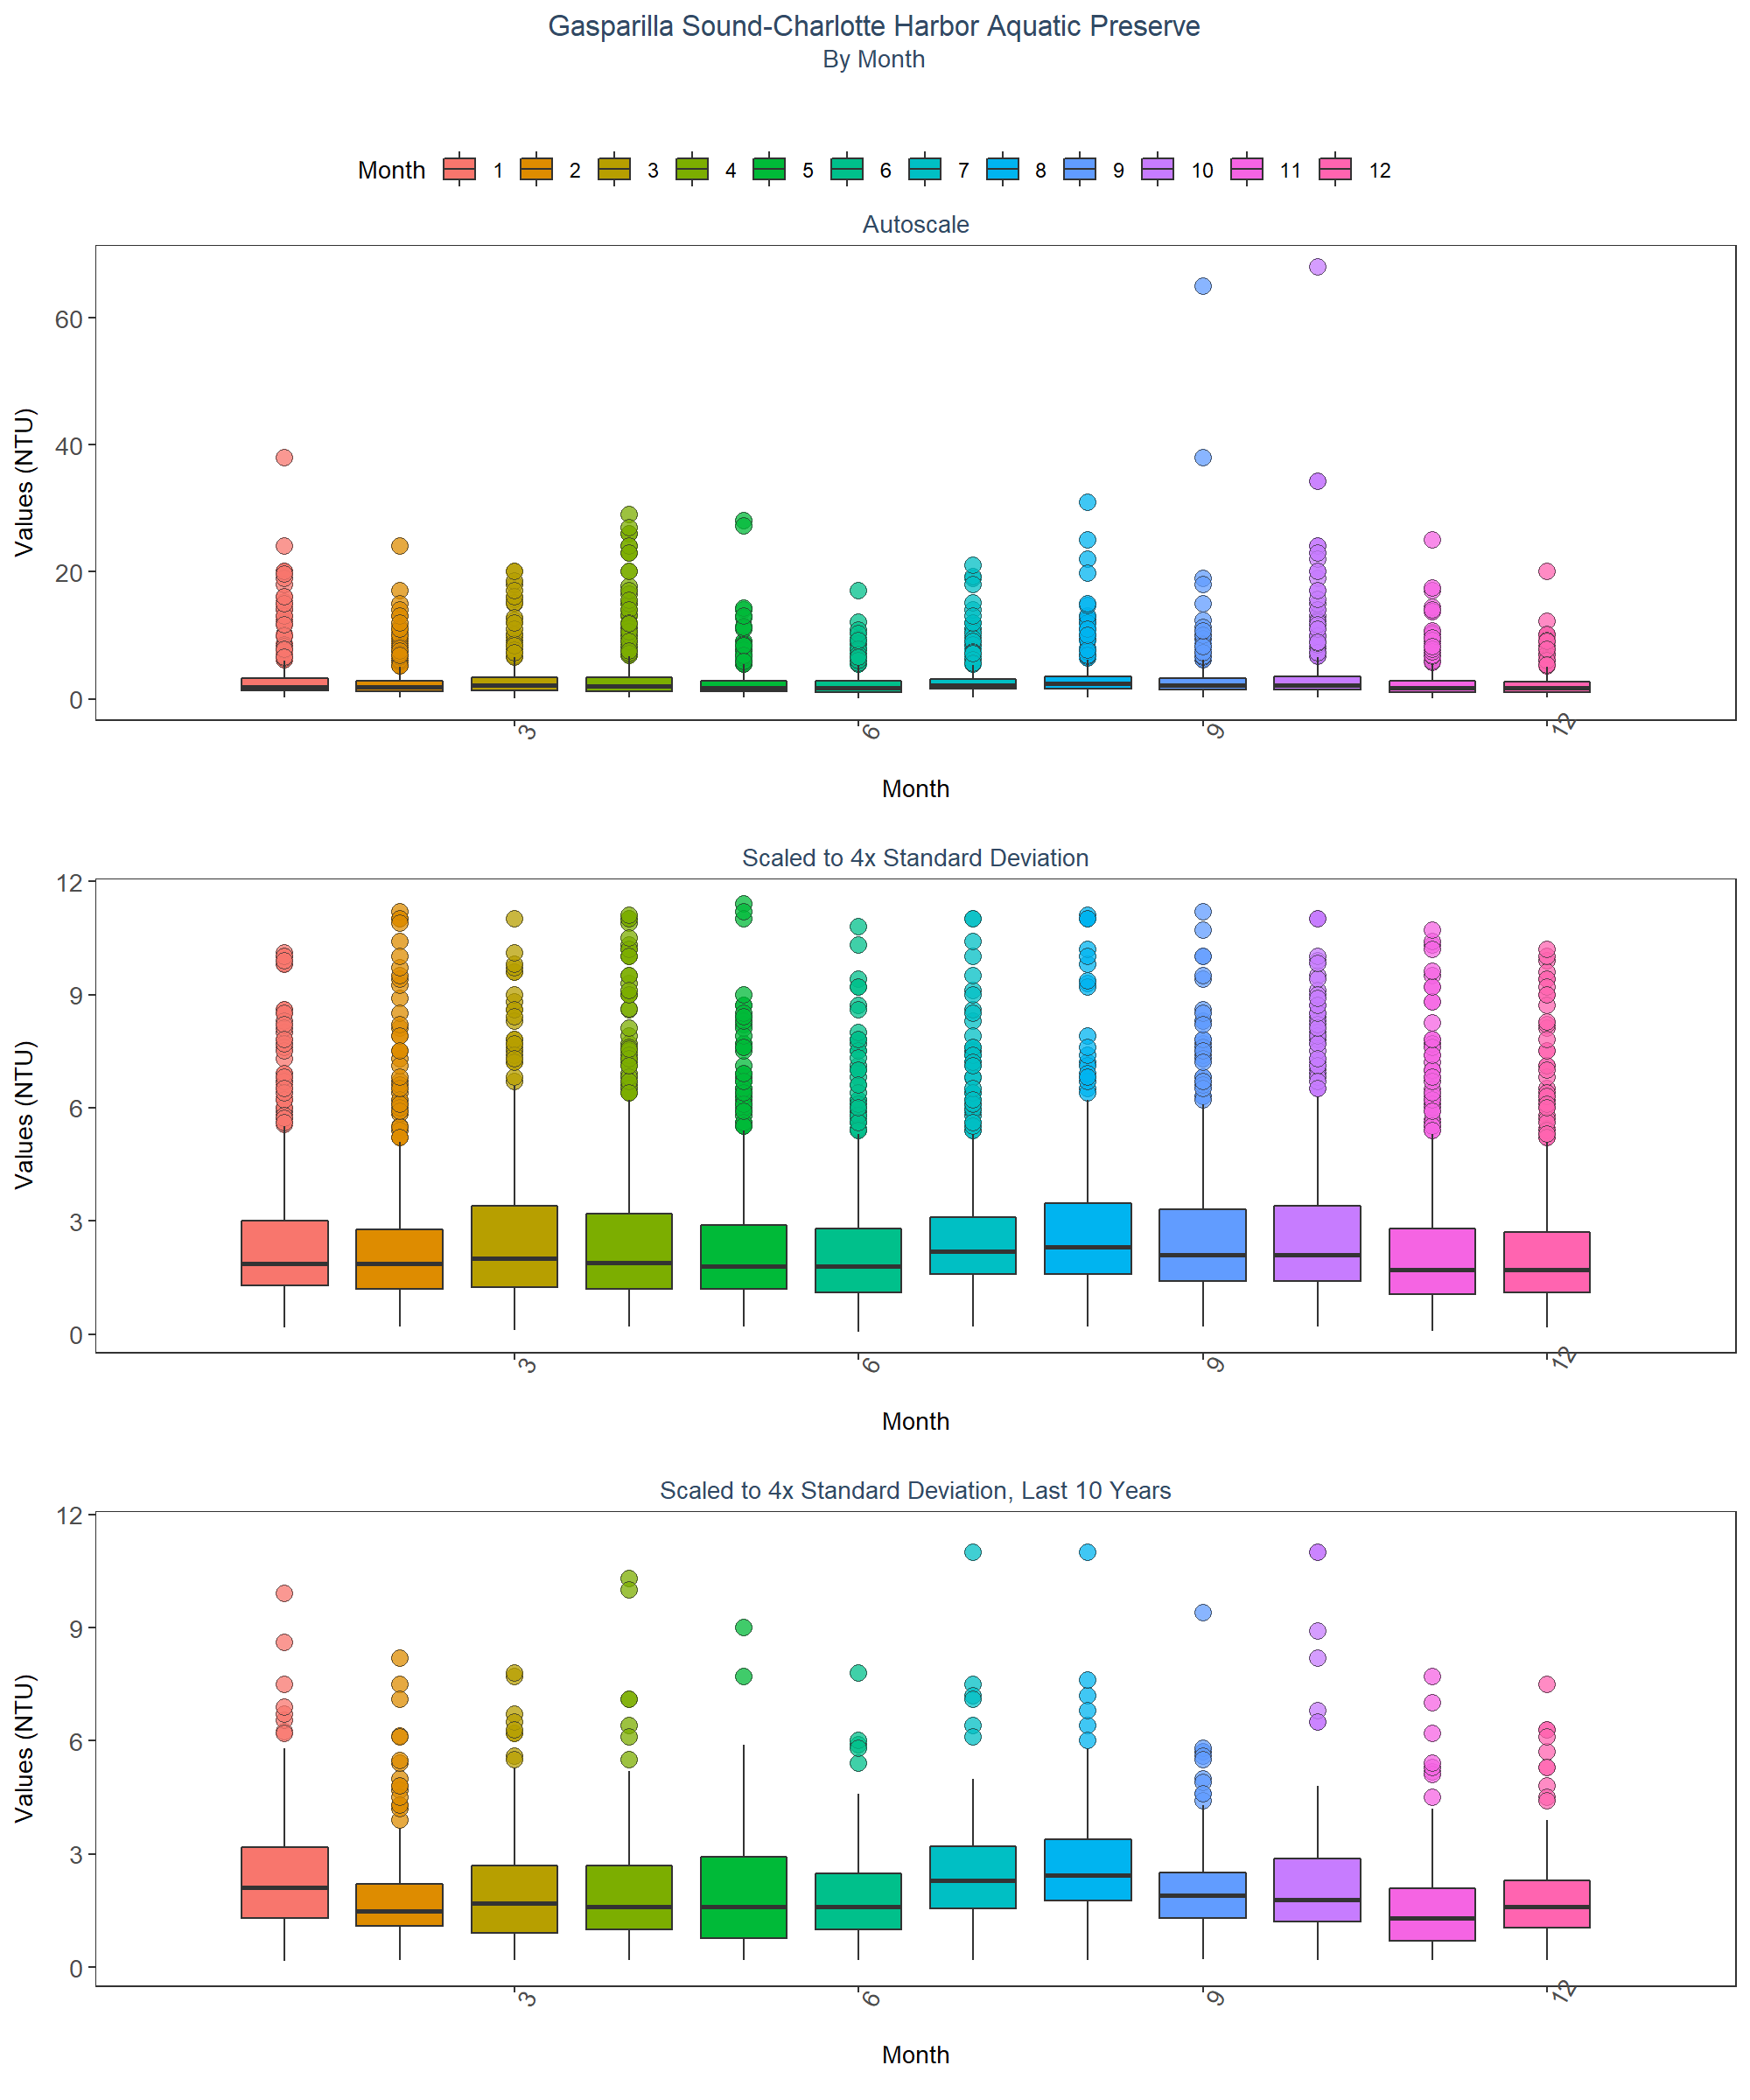 Gasparilla Sound-Charlotte Harbor Aquatic Preserve
By Month
Month 1 2 3 4 5 6 7 8 9 10 11 12
Autoscale
Values (NTU)
60
40
20
0
3 6 9 12
Month
Scaled to 4x Standard Deviation
Values (NTU)
12
9
6
3
0
3 6 9 12
Month
Scaled to 4x Standard Deviation, Last 10 Years
Values (NTU)
12
9
6
3
0
3 6 9 12
Month